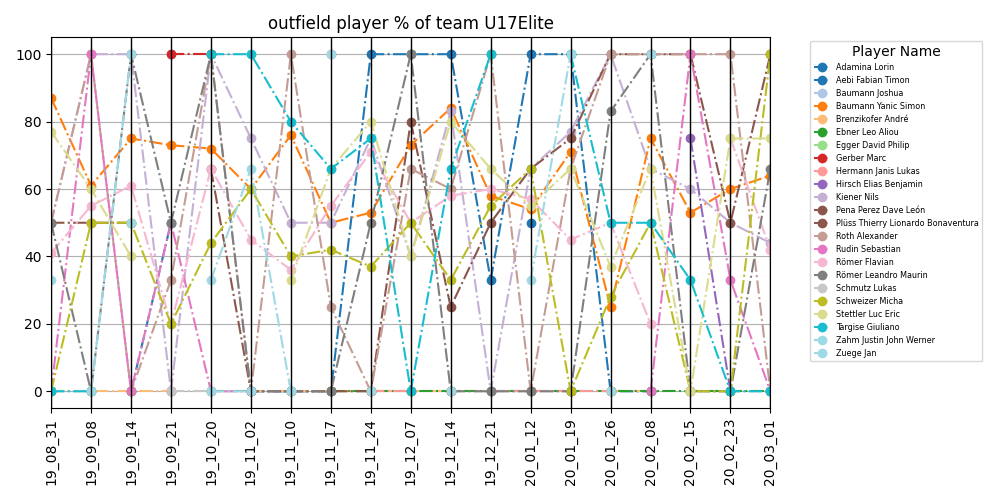 outfield player % of team U17Elite
100
80
60
40
20
0
19_08_31
19_09_08
19_09_14
19_09_21
19_10_20
19_11_02
19_11_10
19_11_17
19_11_24
19_12_07
19_12_14
19_12_21
20_01_12
20_01_19
20_01_26
20_02_08
20_02_15
20_02_23
20_03_01
Player Name
Adamina Lorin
Aebi Fabian Timon
Baumann Joshua
Baumann Yanic Simon
Brenzikofer André
Ebner Leo Aliou
Egger David Philip
Gerber Marc
Hermann Janis Lukas
Hirsch Elias Benjamin
Kiener Nils
Pena Perez Dave León
Plüss Thierry Lionardo Bonaventura
Roth Alexander
Rudin Sebastian
Römer Flavian
Römer Leandro Maurin
Schmutz Lukas
Schweizer Micha
Stettler Luc Eric
Targise Giuliano
Zahm Justin John Werner
Zuege Jan